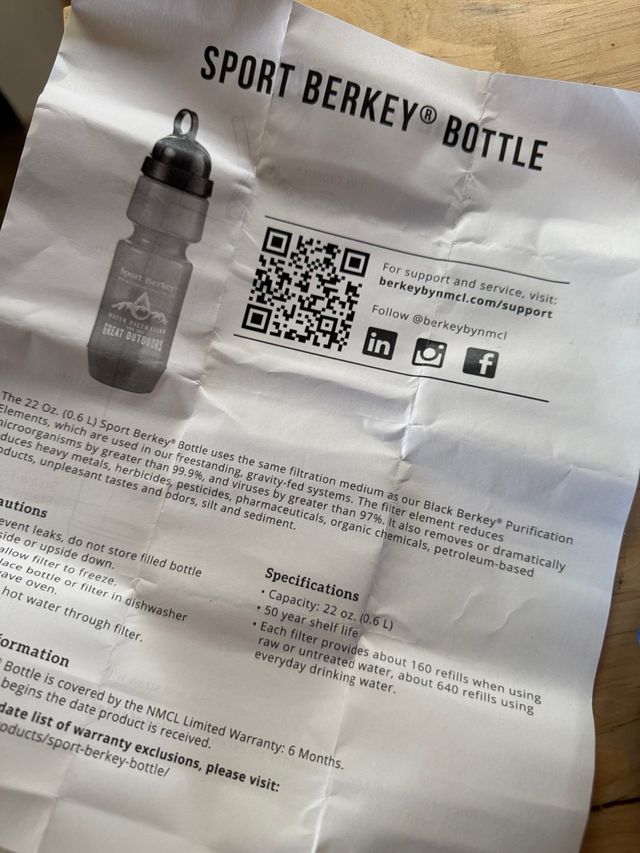 SPORT BERKEY® BOTTLE
Sport Berkey®
WATER FILTRATION
FOR THE
GREAT OUTDOORS
For support and service, visit:
berkeybynmcl.com/support
Follow @berkeybynmcl
in
f
The 22 Oz. (0.6 L) Sport Berkey® Bottle uses the same filtration medium as our Black Berkey® Purification
Elements, which are used in our freestanding, gravity-fed systems. The filter element reduces
microorganisms by greater than 99.9%, and viruses by greater than 97%. It also removes or dramatically
duces heavy metals, herbicides, pesticides, pharmaceuticals, organic chemicals, petroleum-based
oducts, unpleasant tastes and odors, silt and sediment.
autions
event leaks, do not store filled bottle
side or upside down.
allow filter to freeze.
lace bottle or filter in dishwasher
ave oven.
hot water through filter.
Specifications
• Capacity: 22 oz. (0.6 L)
• 50 year shelf life
• Each filter provides about 160 refills when using
raw or untreated water, about 640 refills using
everyday drinking water.
formation
Bottle is covered by the NMCL Limited Warranty: 6 Months.
begins the date product is received.
date list of warranty exclusions, please visit:
roducts/sport-berkey-bottle/